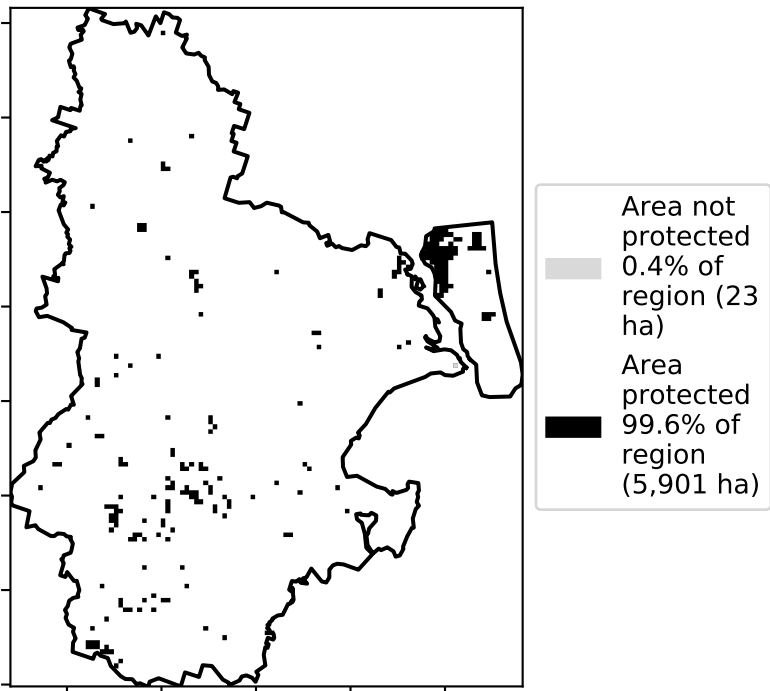 Area not
protected
0.4% of
region (23
ha)
Area
protected
99.6% of
region
(5,901 ha)